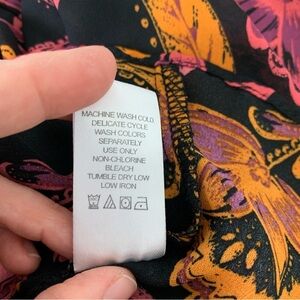 MACHINE WASH COLD
DELICATE CYCLE
WASH COLORS
SEPARATELY
USE ONLY
NON-CHLORINE
BLEACH
TUMBLE DRY LOW
LOW IRON